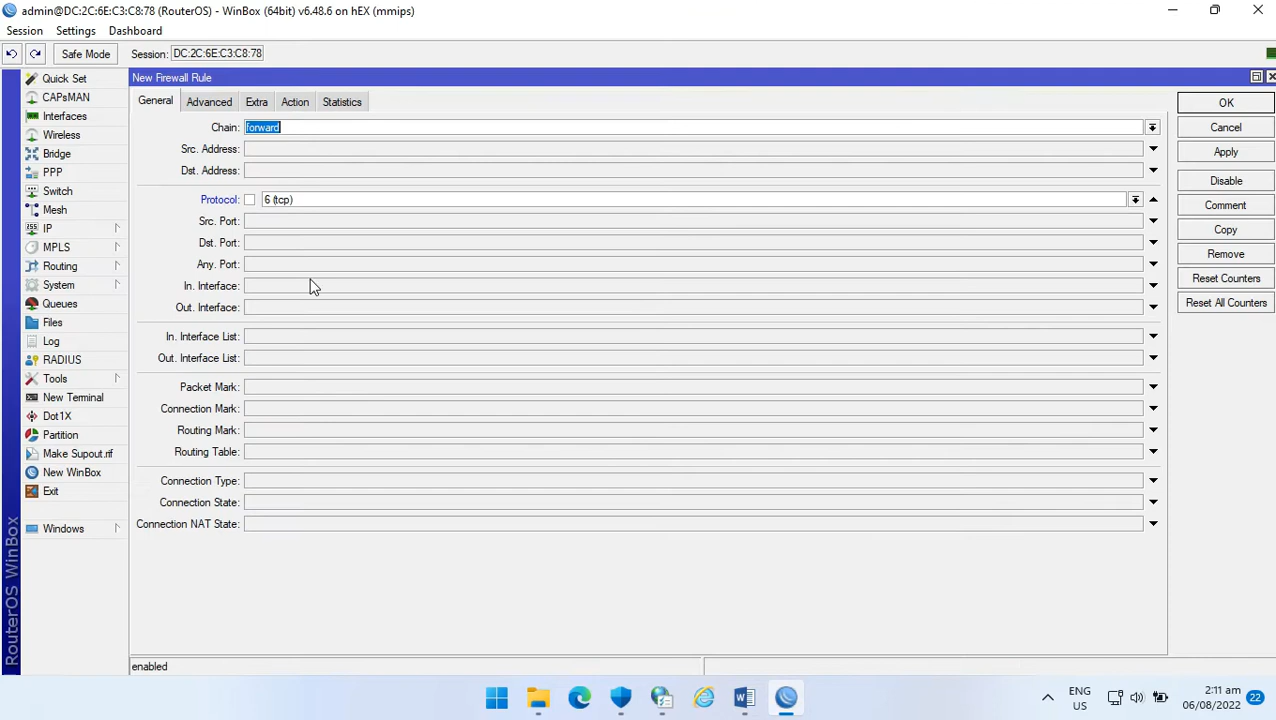 admin@DC:2C:6E:C3:C8:78 (RouterOS) - WinBox (64bit) v6.48.6 on hEX (mmips)
Session Settings Dashboard
Safe Mode Session: DC:2C:6E:C3:C8:78
Quick Set
CAPsMAN
Interfaces
Wireless
Bridge
PPP
Switch
Mesh
IP
MPLS
Routing
System
Queues
Files
Log
RADIUS
Tools
New Terminal
Dot1X
Partition
Make Supout.rif
New WinBox
Exit
Windows
RouterOS WinBox
New Firewall Rule
General Advanced Extra Action Statistics
Chain: forward
Src. Address:
Dst. Address:
Protocol: 6 (tcp)
Src. Port:
Dst. Port:
Any. Port:
In. Interface:
Out. Interface:
In. Interface List:
Out. Interface List:
Packet Mark:
Connection Mark:
Routing Mark:
Routing Table:
Connection Type:
Connection State:
Connection NAT State:
OK
Cancel
Apply
Disable
Comment
Copy
Remove
Reset Counters
Reset All Counters
enabled
ENG
US
2:11 am
06/08/2022
22